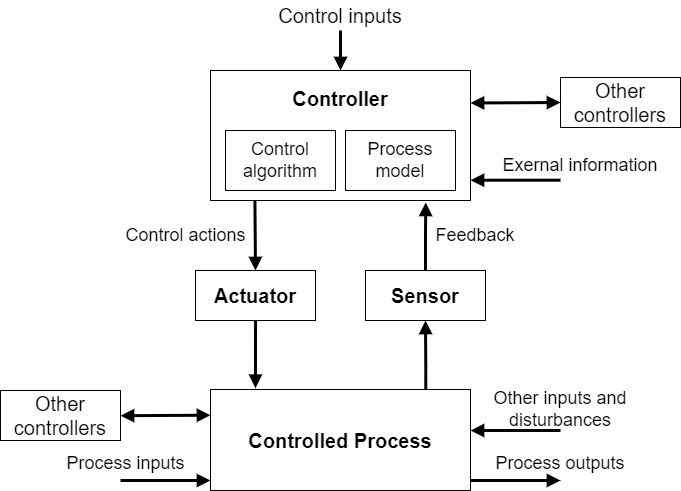 Control inputs
Controller
Other
controllers
Control
algorithm
Process
model
Exernal information
Control actions
Feedback
Actuator
Sensor
Other
controllers
Other inputs and
disturbances
Controlled Process
Process inputs
Process outputs